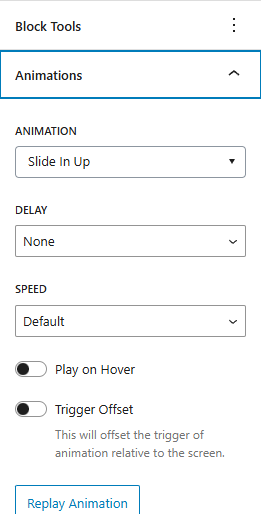 Block Tools
Animations
ANIMATION
Slide In Up
DELAY
None
SPEED
Default
Play on Hover
Trigger Offset
This will offset the trigger of
animation relative to the screen.
Replay Animation